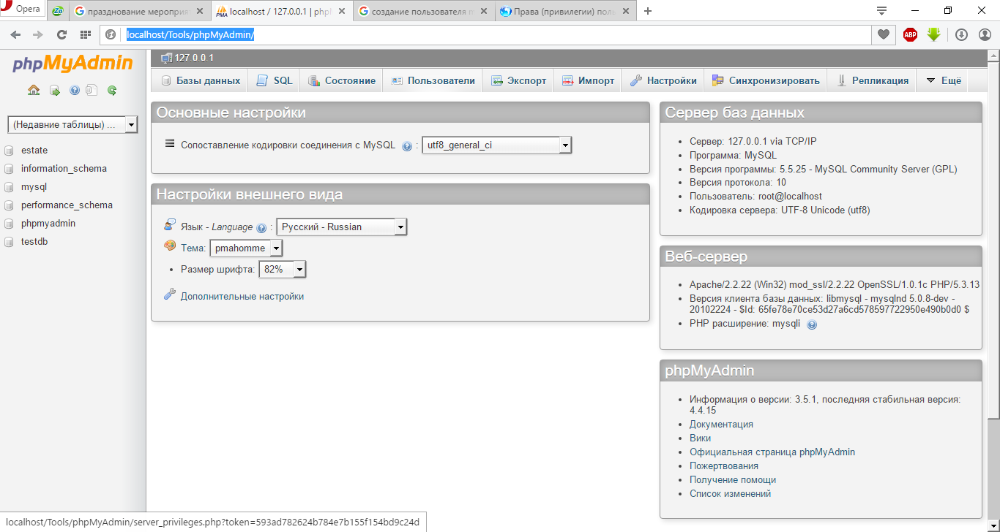 Opera
празднование мероприя
localhost / 127.0.0.1 | phpM
создание пользователя m
Права (привилегии) поль
localhost/Tools/phpMyAdmin/
ABP
phpMyAdmin
127.0.0.1
Базы данных
SQL
Состояние
Пользователи
Экспорт
Импорт
Настройки
Синхронизировать
Репликация
Ещё
(Недавние таблицы) ...
estate
information_schema
mysql
performance_schema
phpmyadmin
testdb
Основные настройки
Сопоставление кодировки соединения с MySQL : utf8_general_ci
Настройки внешнего вида
Язык - Language : Русский - Russian
Тема: pmahomme
Размер шрифта: 82%
Дополнительные настройки
Сервер баз данных
Сервер: 127.0.0.1 via TCP/IP
Программа: MySQL
Версия программы: 5.5.25 - MySQL Community Server (GPL)
Версия протокола: 10
Пользователь: root@localhost
Кодировка сервера: UTF-8 Unicode (utf8)
Веб-сервер
Apache/2.2.22 (Win32) mod_ssl/2.2.22 OpenSSL/1.0.1c PHP/5.3.13
Версия клиента базы данных: libmysql - mysqlnd 5.0.8-dev -
20102224 - $Id: 65fe78e70ce53d27a6cd578597722950e490b0d0 $
PHP расширение: mysqli
phpMyAdmin
Информация о версии: 3.5.1, последняя стабильная версия:
4.4.15
Документация
Вики
Официальная страница phpMyAdmin
Пожертвования
Получение помощи
Список изменений
localhost/Tools/phpMyAdmin/server_privileges.php?token=593ad782624b784e7b155f154bd9c24d